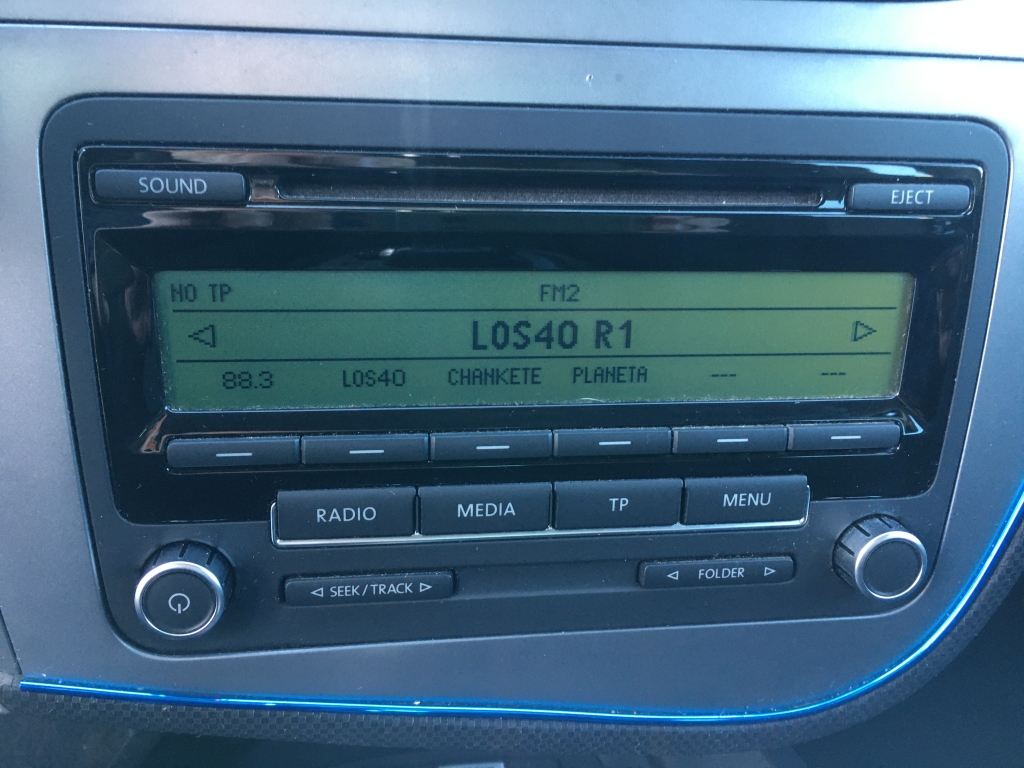 SOUND EJECT
NO TP FM2
LOS40 R1
88.3 LOS40 CHANKETE PLANETA --- ---
RADIO MEDIA TP MENU
SEEK/TRACK FOLDER